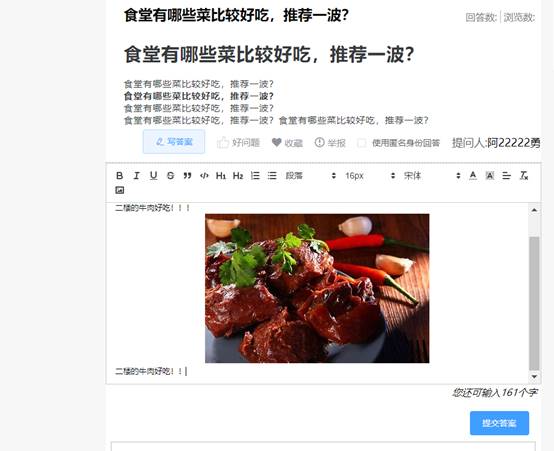 食堂有哪些菜比较好吃，推荐一波？
回答数: | 浏览数:
食堂有哪些菜比较好吃，推荐一波？
食堂有哪些菜比较好吃，推荐一波？
食堂有哪些菜比较好吃，推荐一波？
食堂有哪些菜比较好吃，推荐一波？
食堂有哪些菜比较好吃，推荐一波？食堂有哪些菜比较好吃，推荐一波？
写答案 好问题 收藏 举报 使用匿名身份回答 提问人:阿22222勇
B I U S ” </> H1 H2 段落 16px 宋体 A A
二楼的牛肉好吃！！！
二楼的牛肉好吃！！
您还可输入161个字
提交答案